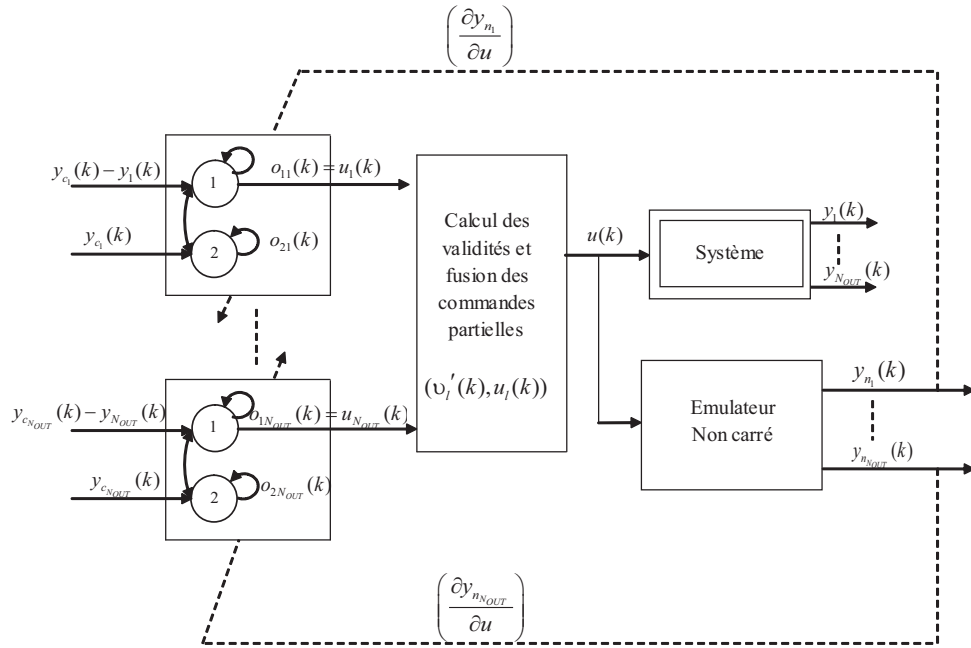 (∂y_{n_1}/∂u)
y_{c_1}(k) − y_1(k)
1
o_{11}(k) = u_1(k)
y_{c_1}(k)
2
o_{21}(k)
Calcul des
validités et
fusion des
commandes
partielles
(υ_l'(k), u_l(k))
u(k)
Système
y_1(k)
y_{N_{OUT}}(k)
y_{c_{N_{OUT}}}(k) − y_{N_{OUT}}(k)
1
o_{1N_{OUT}}(k) = u_{N_{OUT}}(k)
y_{c_{N_{OUT}}}(k)
2
o_{2N_{OUT}}(k)
Emulateur
Non carré
y_{n_1}(k)
y_{n_{N_{OUT}}}(k)
(∂y_{n_{N_{OUT}}}/∂u)